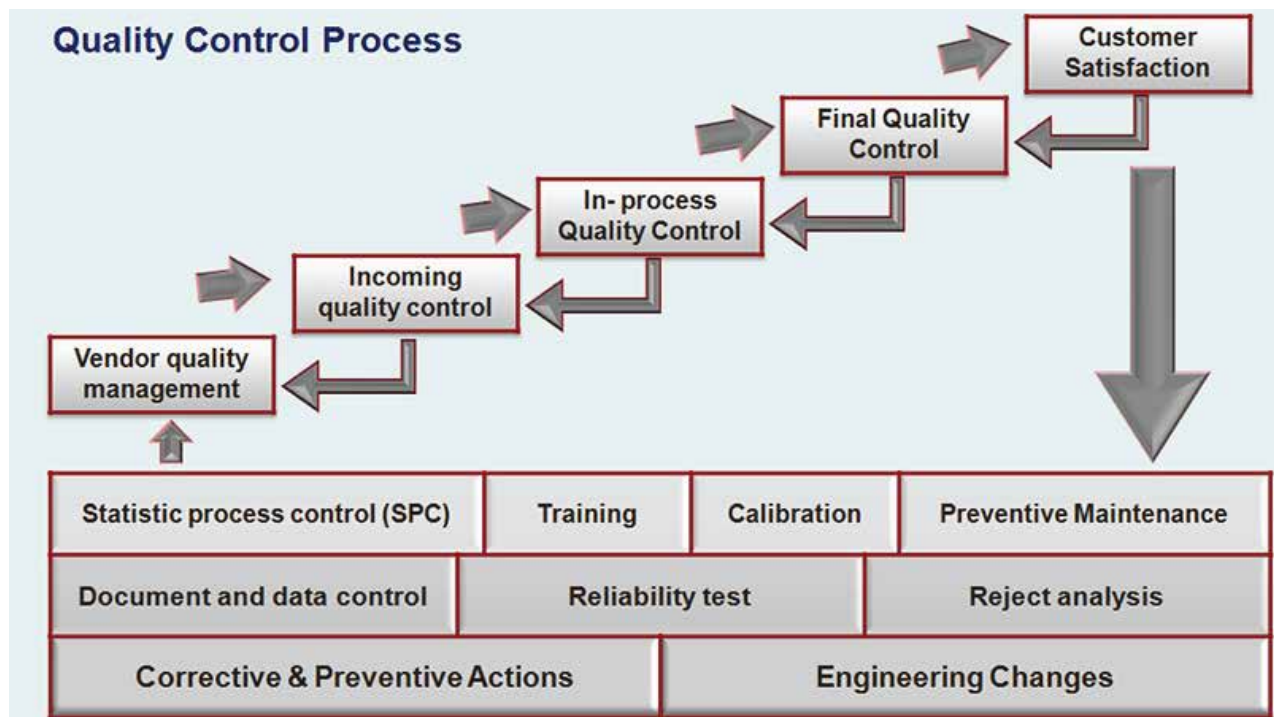 Quality Control Process
Customer
Satisfaction
Final Quality
Control
In- process
Quality Control
Incoming
quality control
Vendor quality
management
Statistic process control (SPC)
Training
Calibration
Preventive Maintenance
Document and data control
Reliability test
Reject analysis
Corrective & Preventive Actions
Engineering Changes